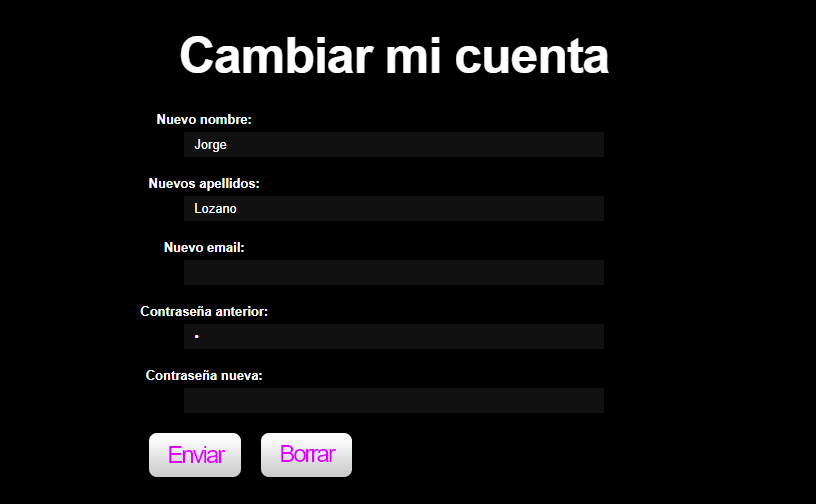 Cambiar mi cuenta
Nuevo nombre:
Jorge
Nuevos apellidos:
Lozano
Nuevo email:
Contraseña anterior:
•
Contraseña nueva:
Enviar Borrar